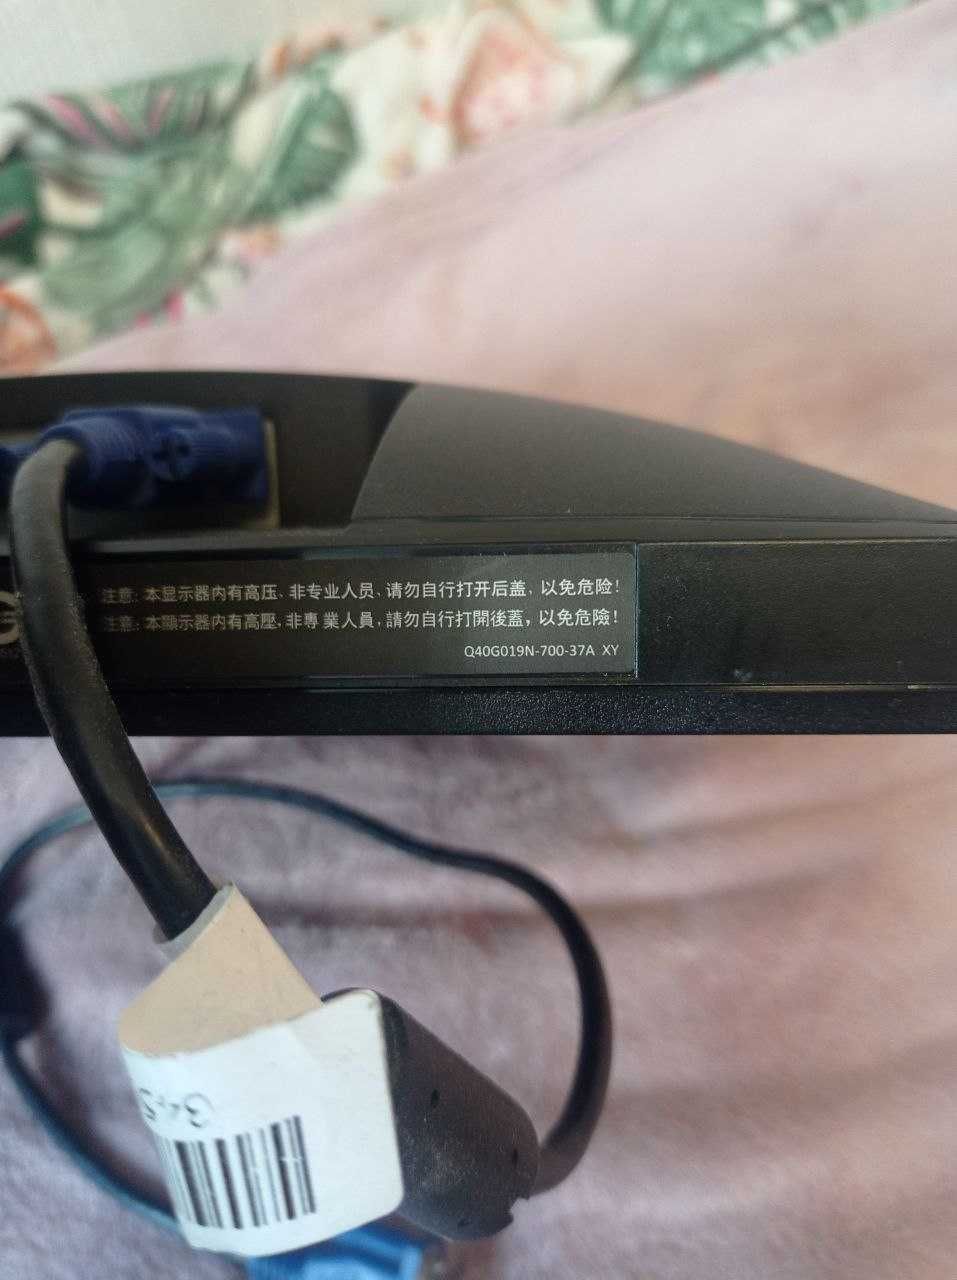 注意: 本显示器内有高压, 非专业人员, 请勿自行打开后盖, 以免危险!
注意: 本顯示器内有高壓, 非專業人員, 請勿自行打開後蓋, 以免危險!
Q40G019N-700-37A XY